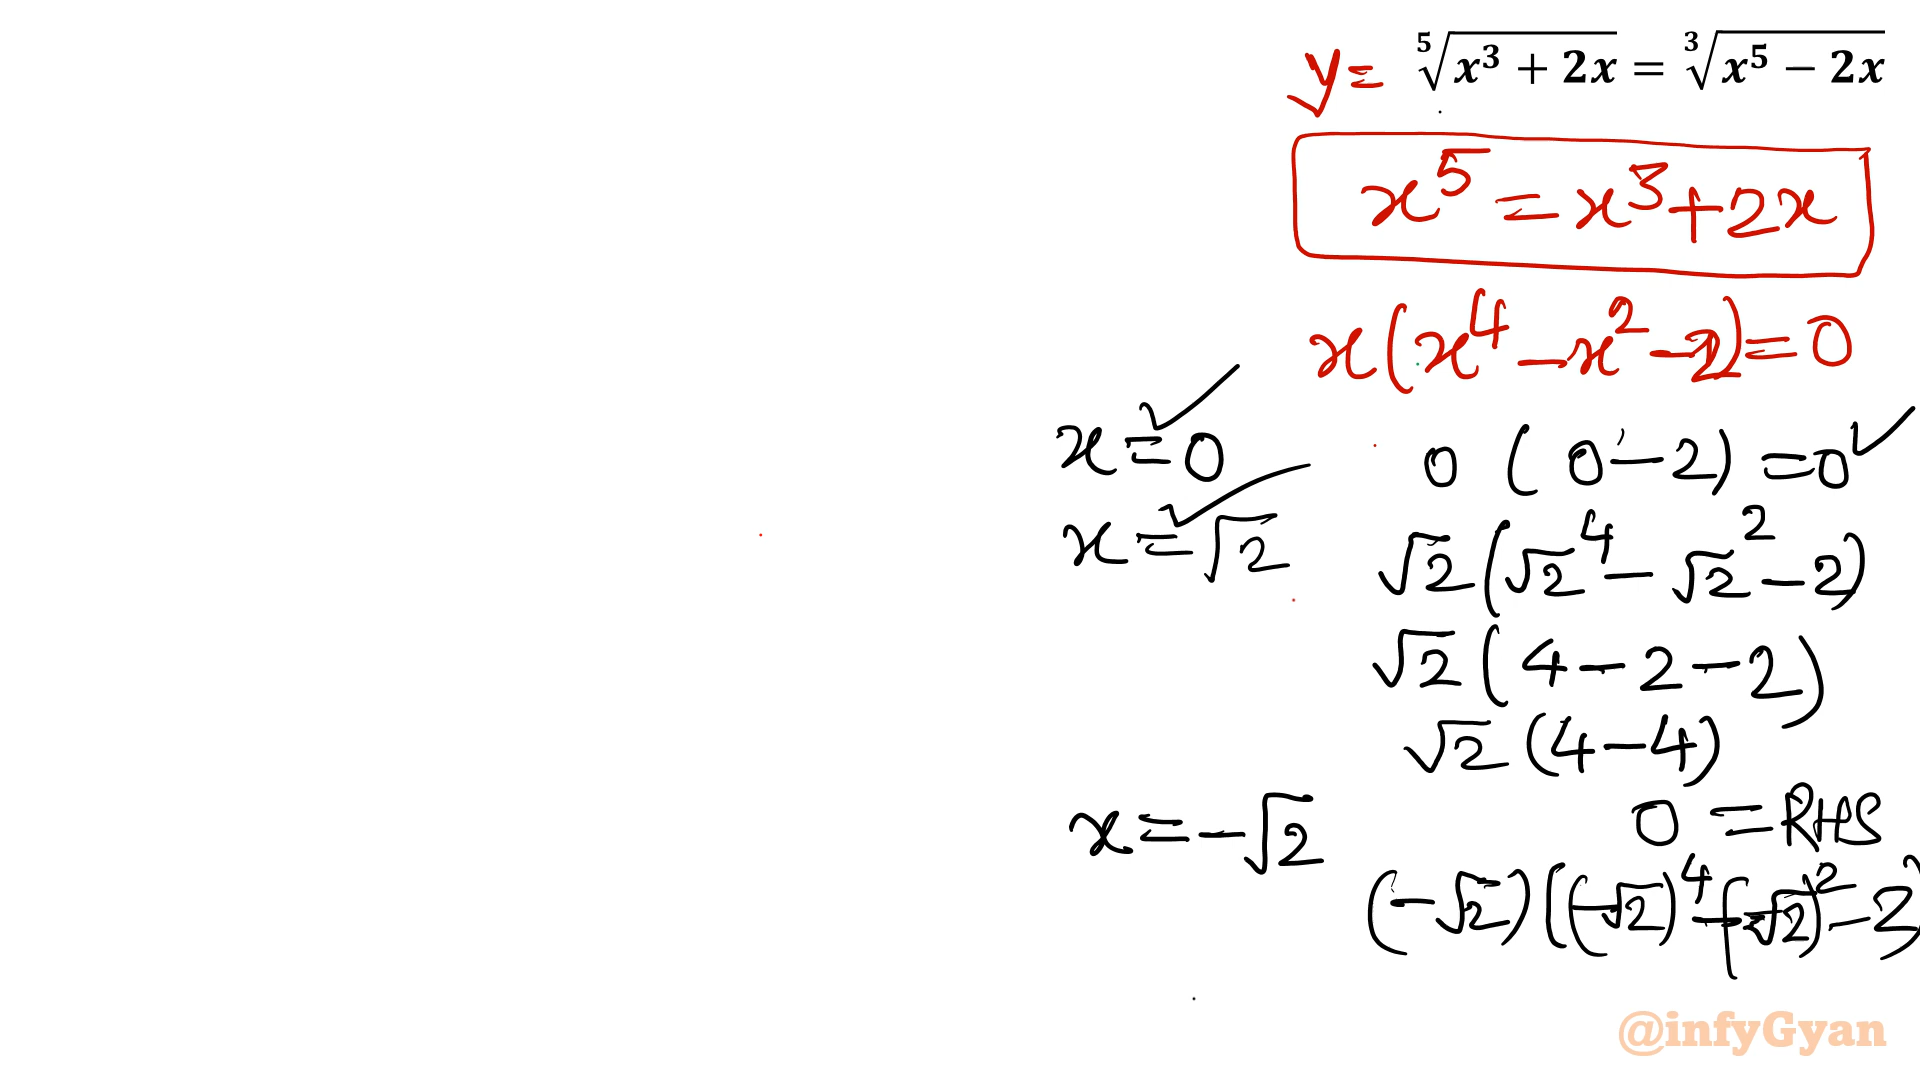 y = ⁵√(x³ + 2x) = ³√(x⁵ − 2x)
x⁵ = x³ + 2x
x(x⁴ − x² − 2) = 0
x = 0 ✓ 0 (0 − 2) = 0 ✓
x = √2 ✓ √2 (√2⁴ − √2² − 2)
√2 (4 − 2 − 2)
√2 (4 − 4)
0 = RHS
x = −√2
(−√2) ((−√2)⁴ − (−√2)² − 2)
@infyGyan